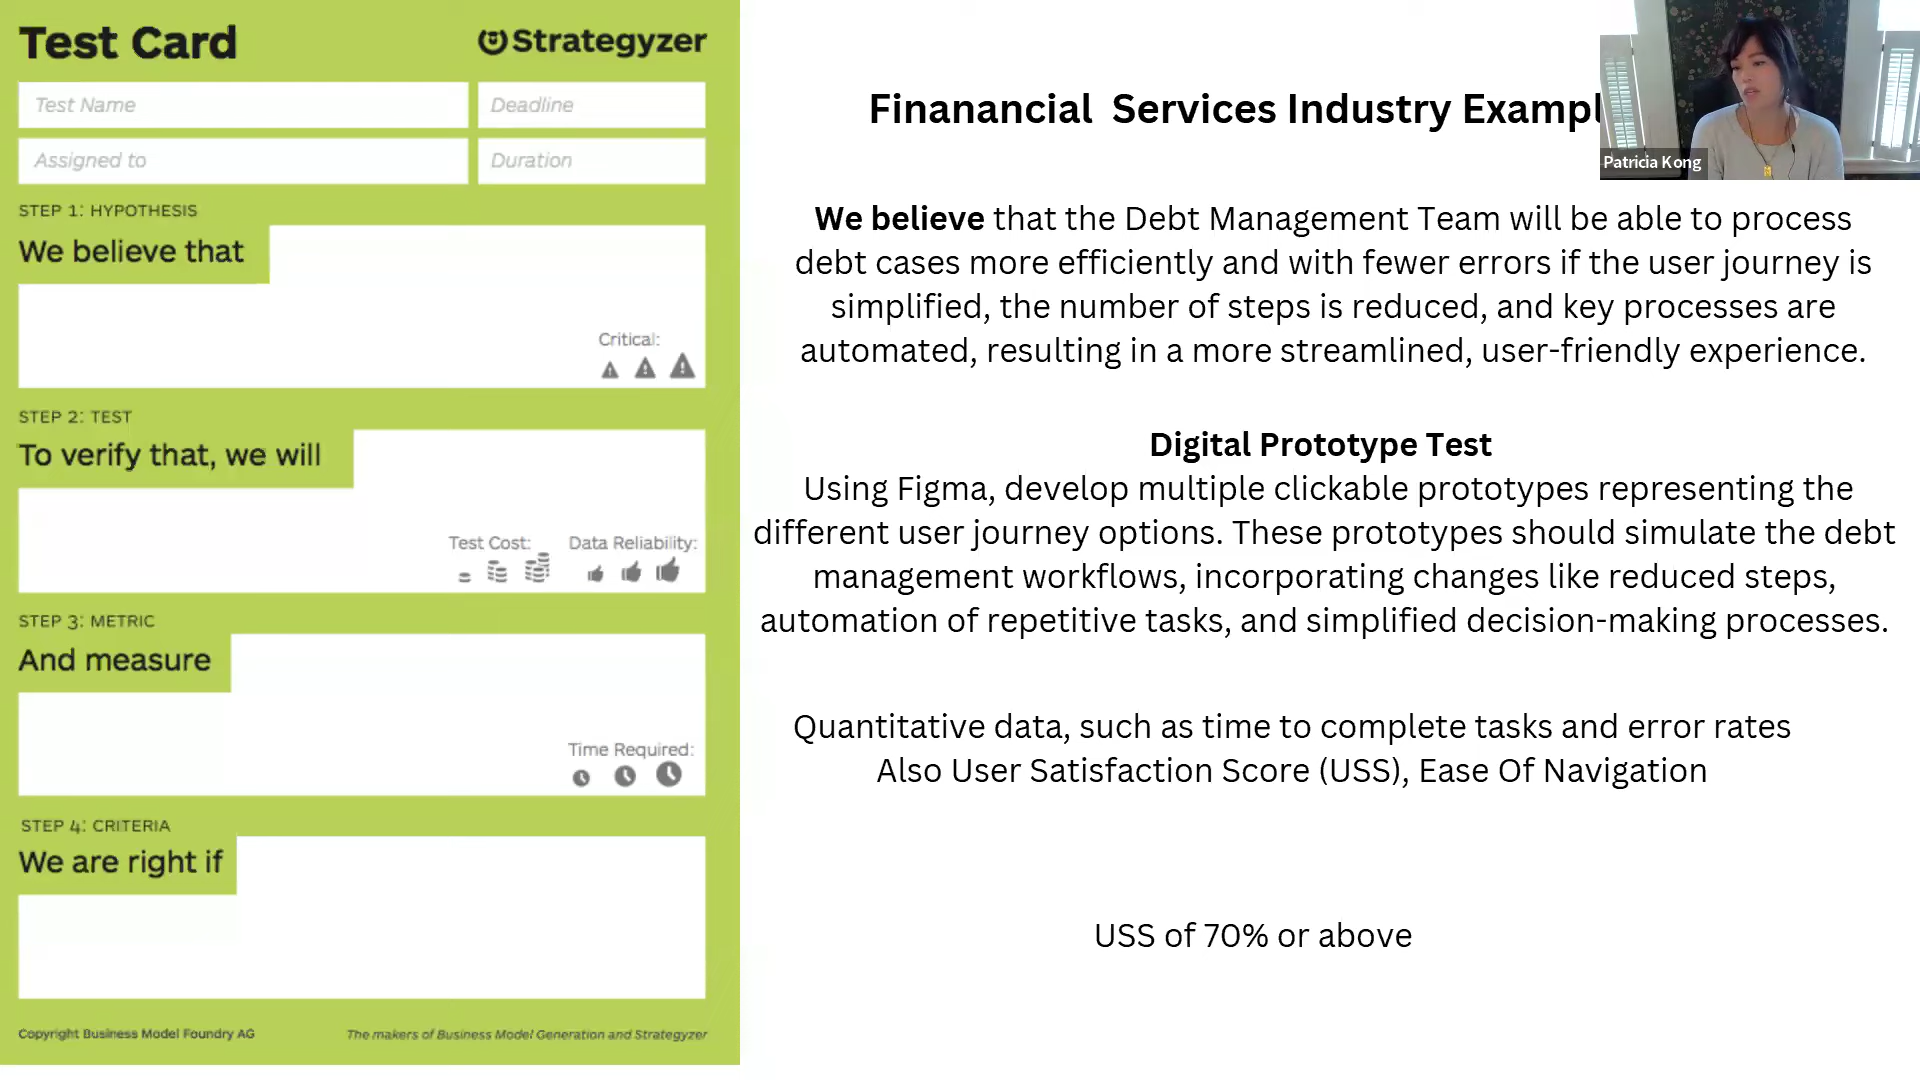 Test Card
Strategyzer
Test Name
Deadline
Assigned to
Duration
STEP 1: HYPOTHESIS
We believe that
Critical:
STEP 2: TEST
To verify that, we will
Test Cost:
Data Reliability:
STEP 3: METRIC
And measure
Time Required:
STEP 4: CRITERIA
We are right if
Copyright Business Model Foundry AG
The makers of Business Model Generation and Strategyzer
Finanancial Services Industry Exampl
Patricia Kong
We believe that the Debt Management Team will be able to process
debt cases more efficiently and with fewer errors if the user journey is
simplified, the number of steps is reduced, and key processes are
automated, resulting in a more streamlined, user-friendly experience.
Digital Prototype Test
Using Figma, develop multiple clickable prototypes representing the
different user journey options. These prototypes should simulate the debt
management workflows, incorporating changes like reduced steps,
automation of repetitive tasks, and simplified decision-making processes.
Quantitative data, such as time to complete tasks and error rates
Also User Satisfaction Score (USS), Ease Of Navigation
USS of 70% or above